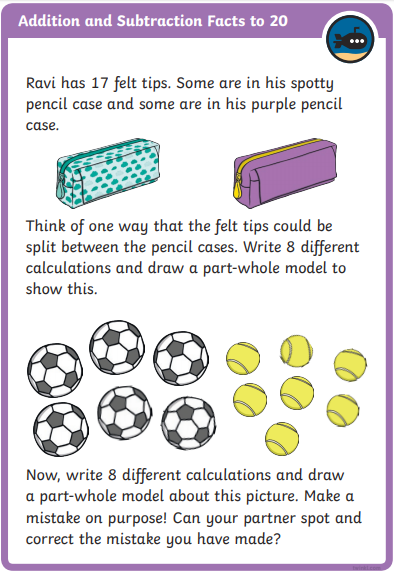 Addition and Subtraction Facts to 20
Ravi has 17 felt tips. Some are in his spotty
pencil case and some are in his purple pencil
case.
Think of one way that the felt tips could be
split between the pencil cases. Write 8 different
calculations and draw a part-whole model to
show this.
Now, write 8 different calculations and draw
a part-whole model about this picture. Make a
mistake on purpose! Can your partner spot and
correct the mistake you have made?